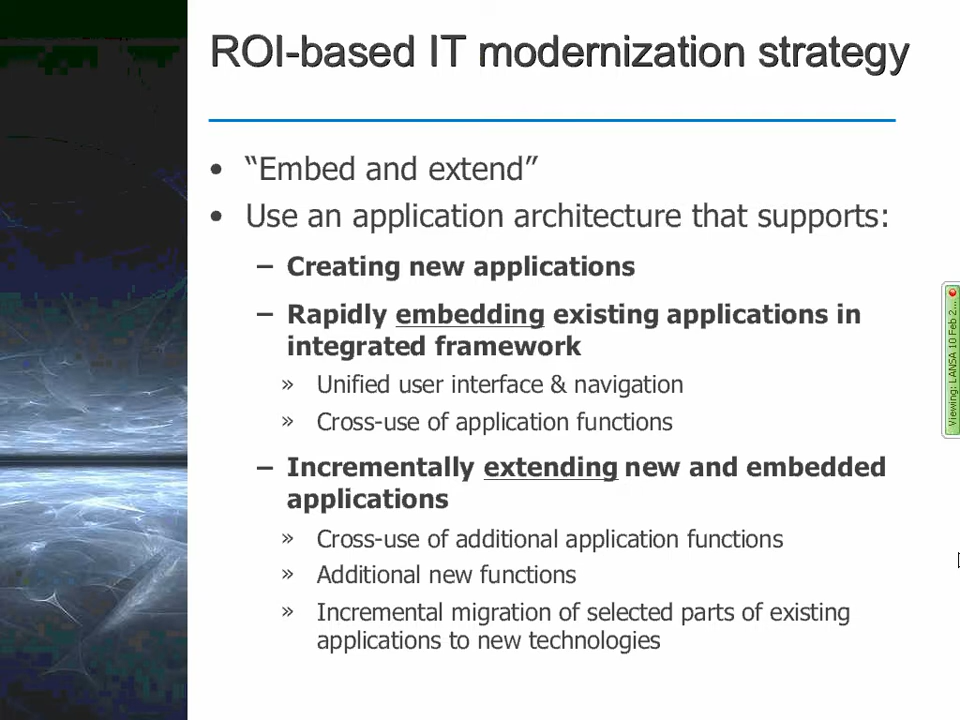 ROI-based IT modernization strategy
• “Embed and extend”
• Use an application architecture that supports:
– Creating new applications
– Rapidly embedding existing applications in
integrated framework
» Unified user interface & navigation
» Cross-use of application functions
– Incrementally extending new and embedded
applications
» Cross-use of additional application functions
» Additional new functions
» Incremental migration of selected parts of existing
applications to new technologies
Viewing: LANSA 10 Feb 2...